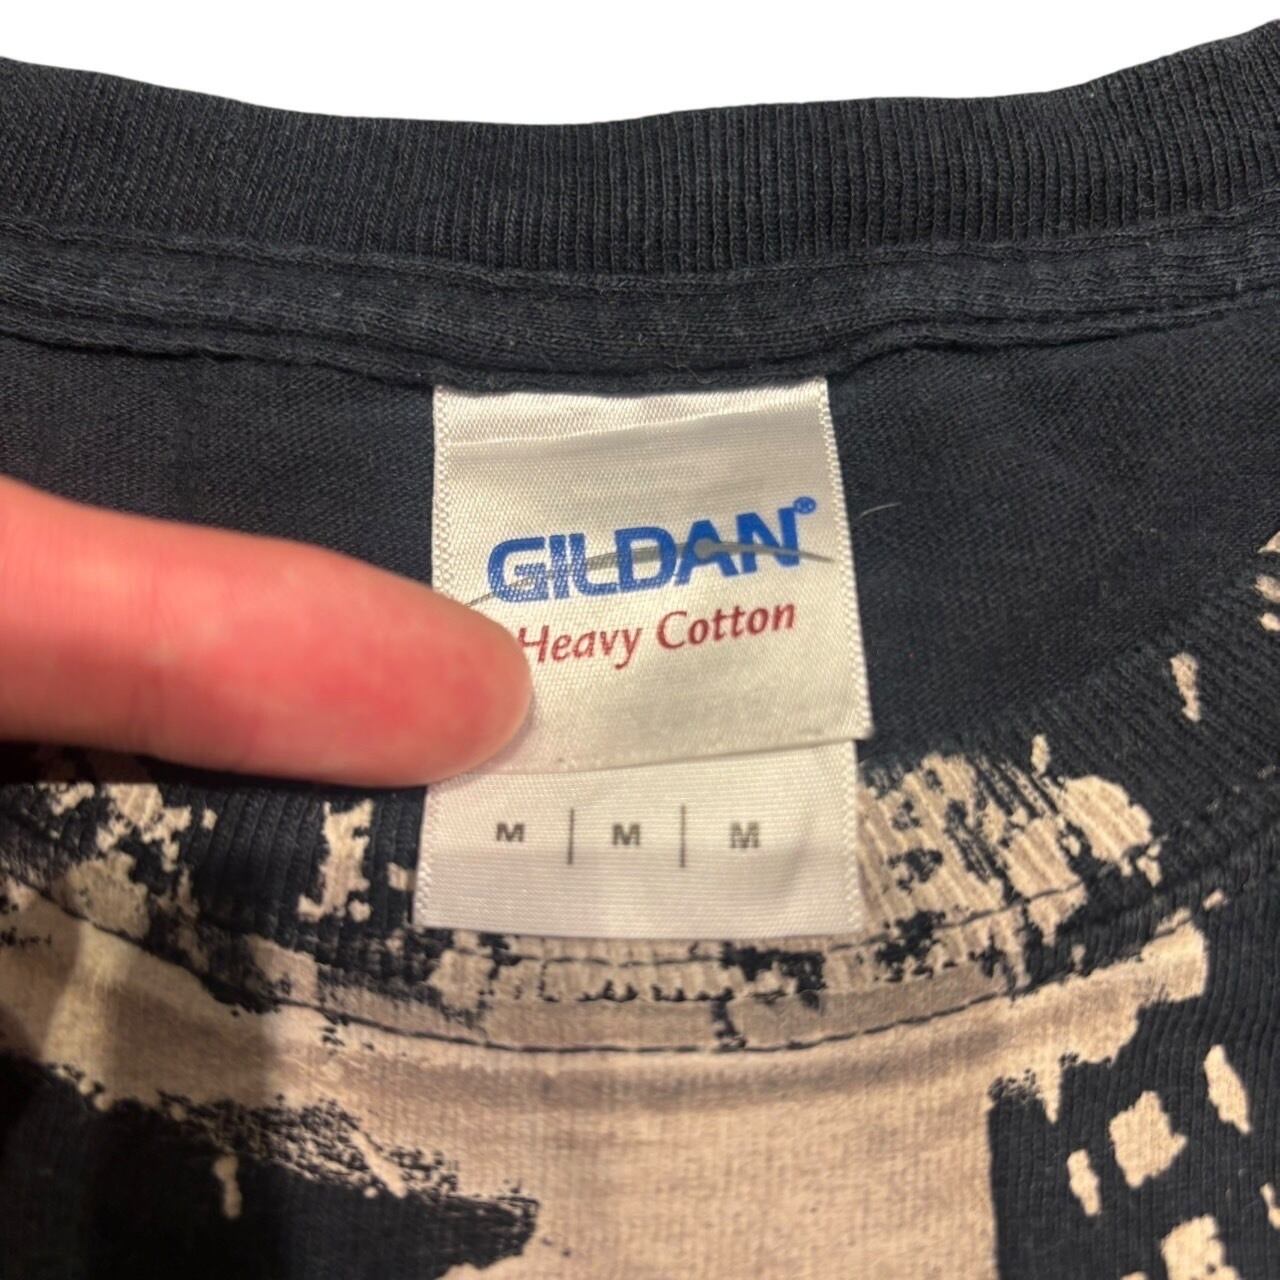 GILDAN®
Heavy Cotton
M | M | M